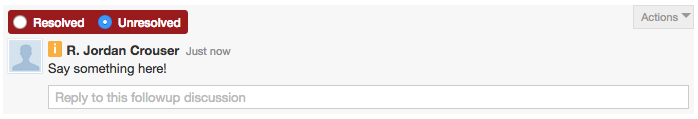 Resolved Unresolved Actions
i R. Jordan Crouser Just now
Say something here!
Reply to this followup discussion